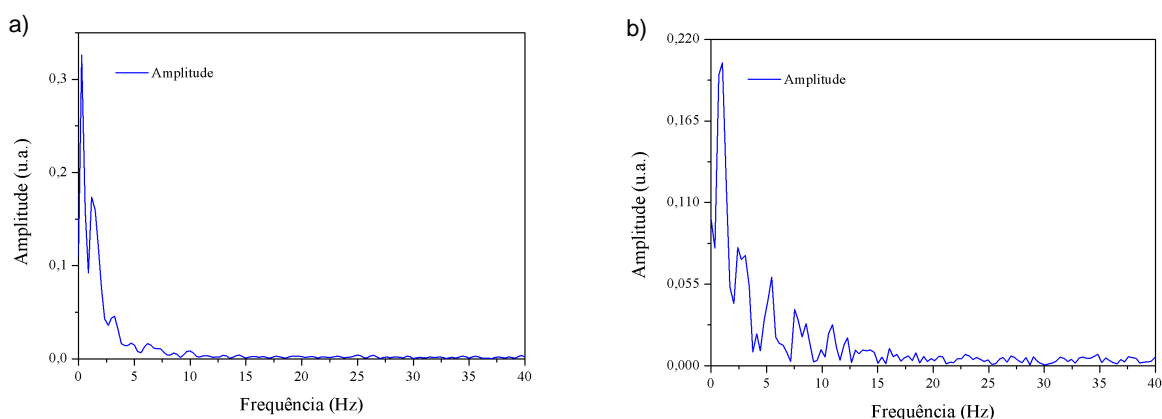 a)
Amplitude
Amplitude (u.a.)
0,3
0,2
0,1
0,0
0 5 10 15 20 25 30 35 40
Frequência (Hz)
b)
Amplitude
Amplitude (u.a.)
0,220
0,165
0,110
0,055
0,000
0 5 10 15 20 25 30 35 40
Frequência (Hz)